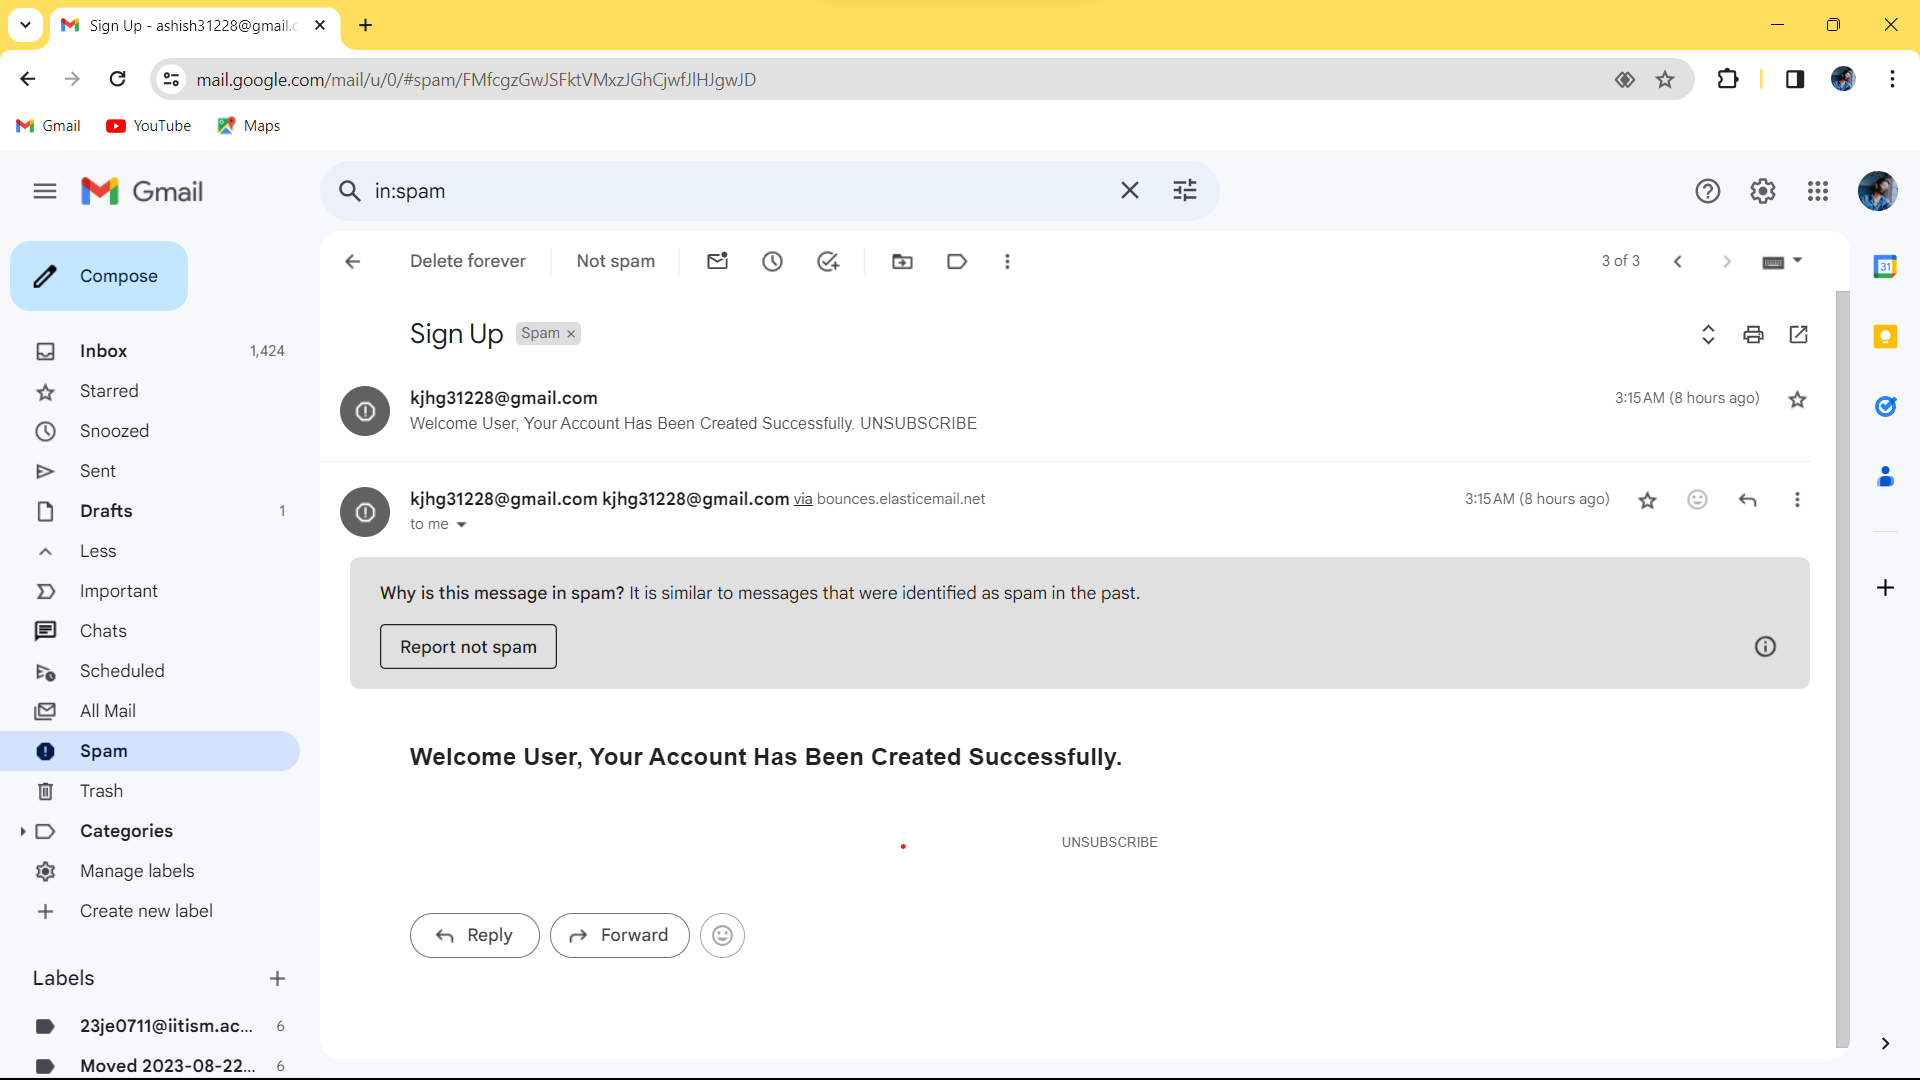 Sign Up - ashish31228@gmail.c
mail.google.com/mail/u/0/#spam/FMfcgzGwJSFktVMxzJGhCjwfJlHJgwJD
Gmail YouTube Maps
Gmail
in:spam
Compose
Delete forever Not spam 3 of 3
31
Sign Up Spam ×
Inbox 1,424
Starred
Snoozed
Sent
Drafts 1
Less
Important
Chats
Scheduled
All Mail
Spam
Trash
Categories
Manage labels
Create new label
Labels
23je0711@iitism.ac... 6
Moved 2023-08-22... 6
kjhg31228@gmail.com 3:15 AM (8 hours ago)
Welcome User, Your Account Has Been Created Successfully. UNSUBSCRIBE
kjhg31228@gmail.com kjhg31228@gmail.com via bounces.elasticemail.net 3:15 AM (8 hours ago)
to me
Why is this message in spam? It is similar to messages that were identified as spam in the past.
Report not spam
Welcome User, Your Account Has Been Created Successfully.
UNSUBSCRIBE
Reply Forward